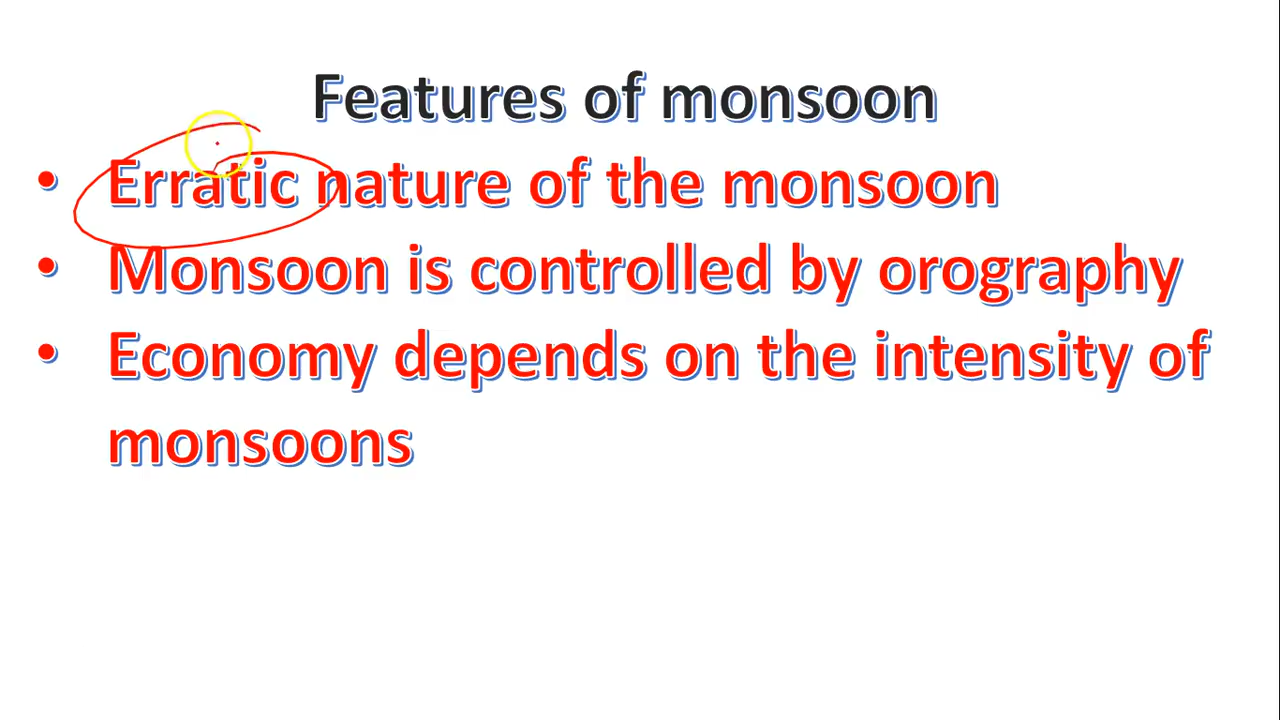 Features of monsoon
• Erratic nature of the monsoon
• Monsoon is controlled by orography
• Economy depends on the intensity of
monsoons